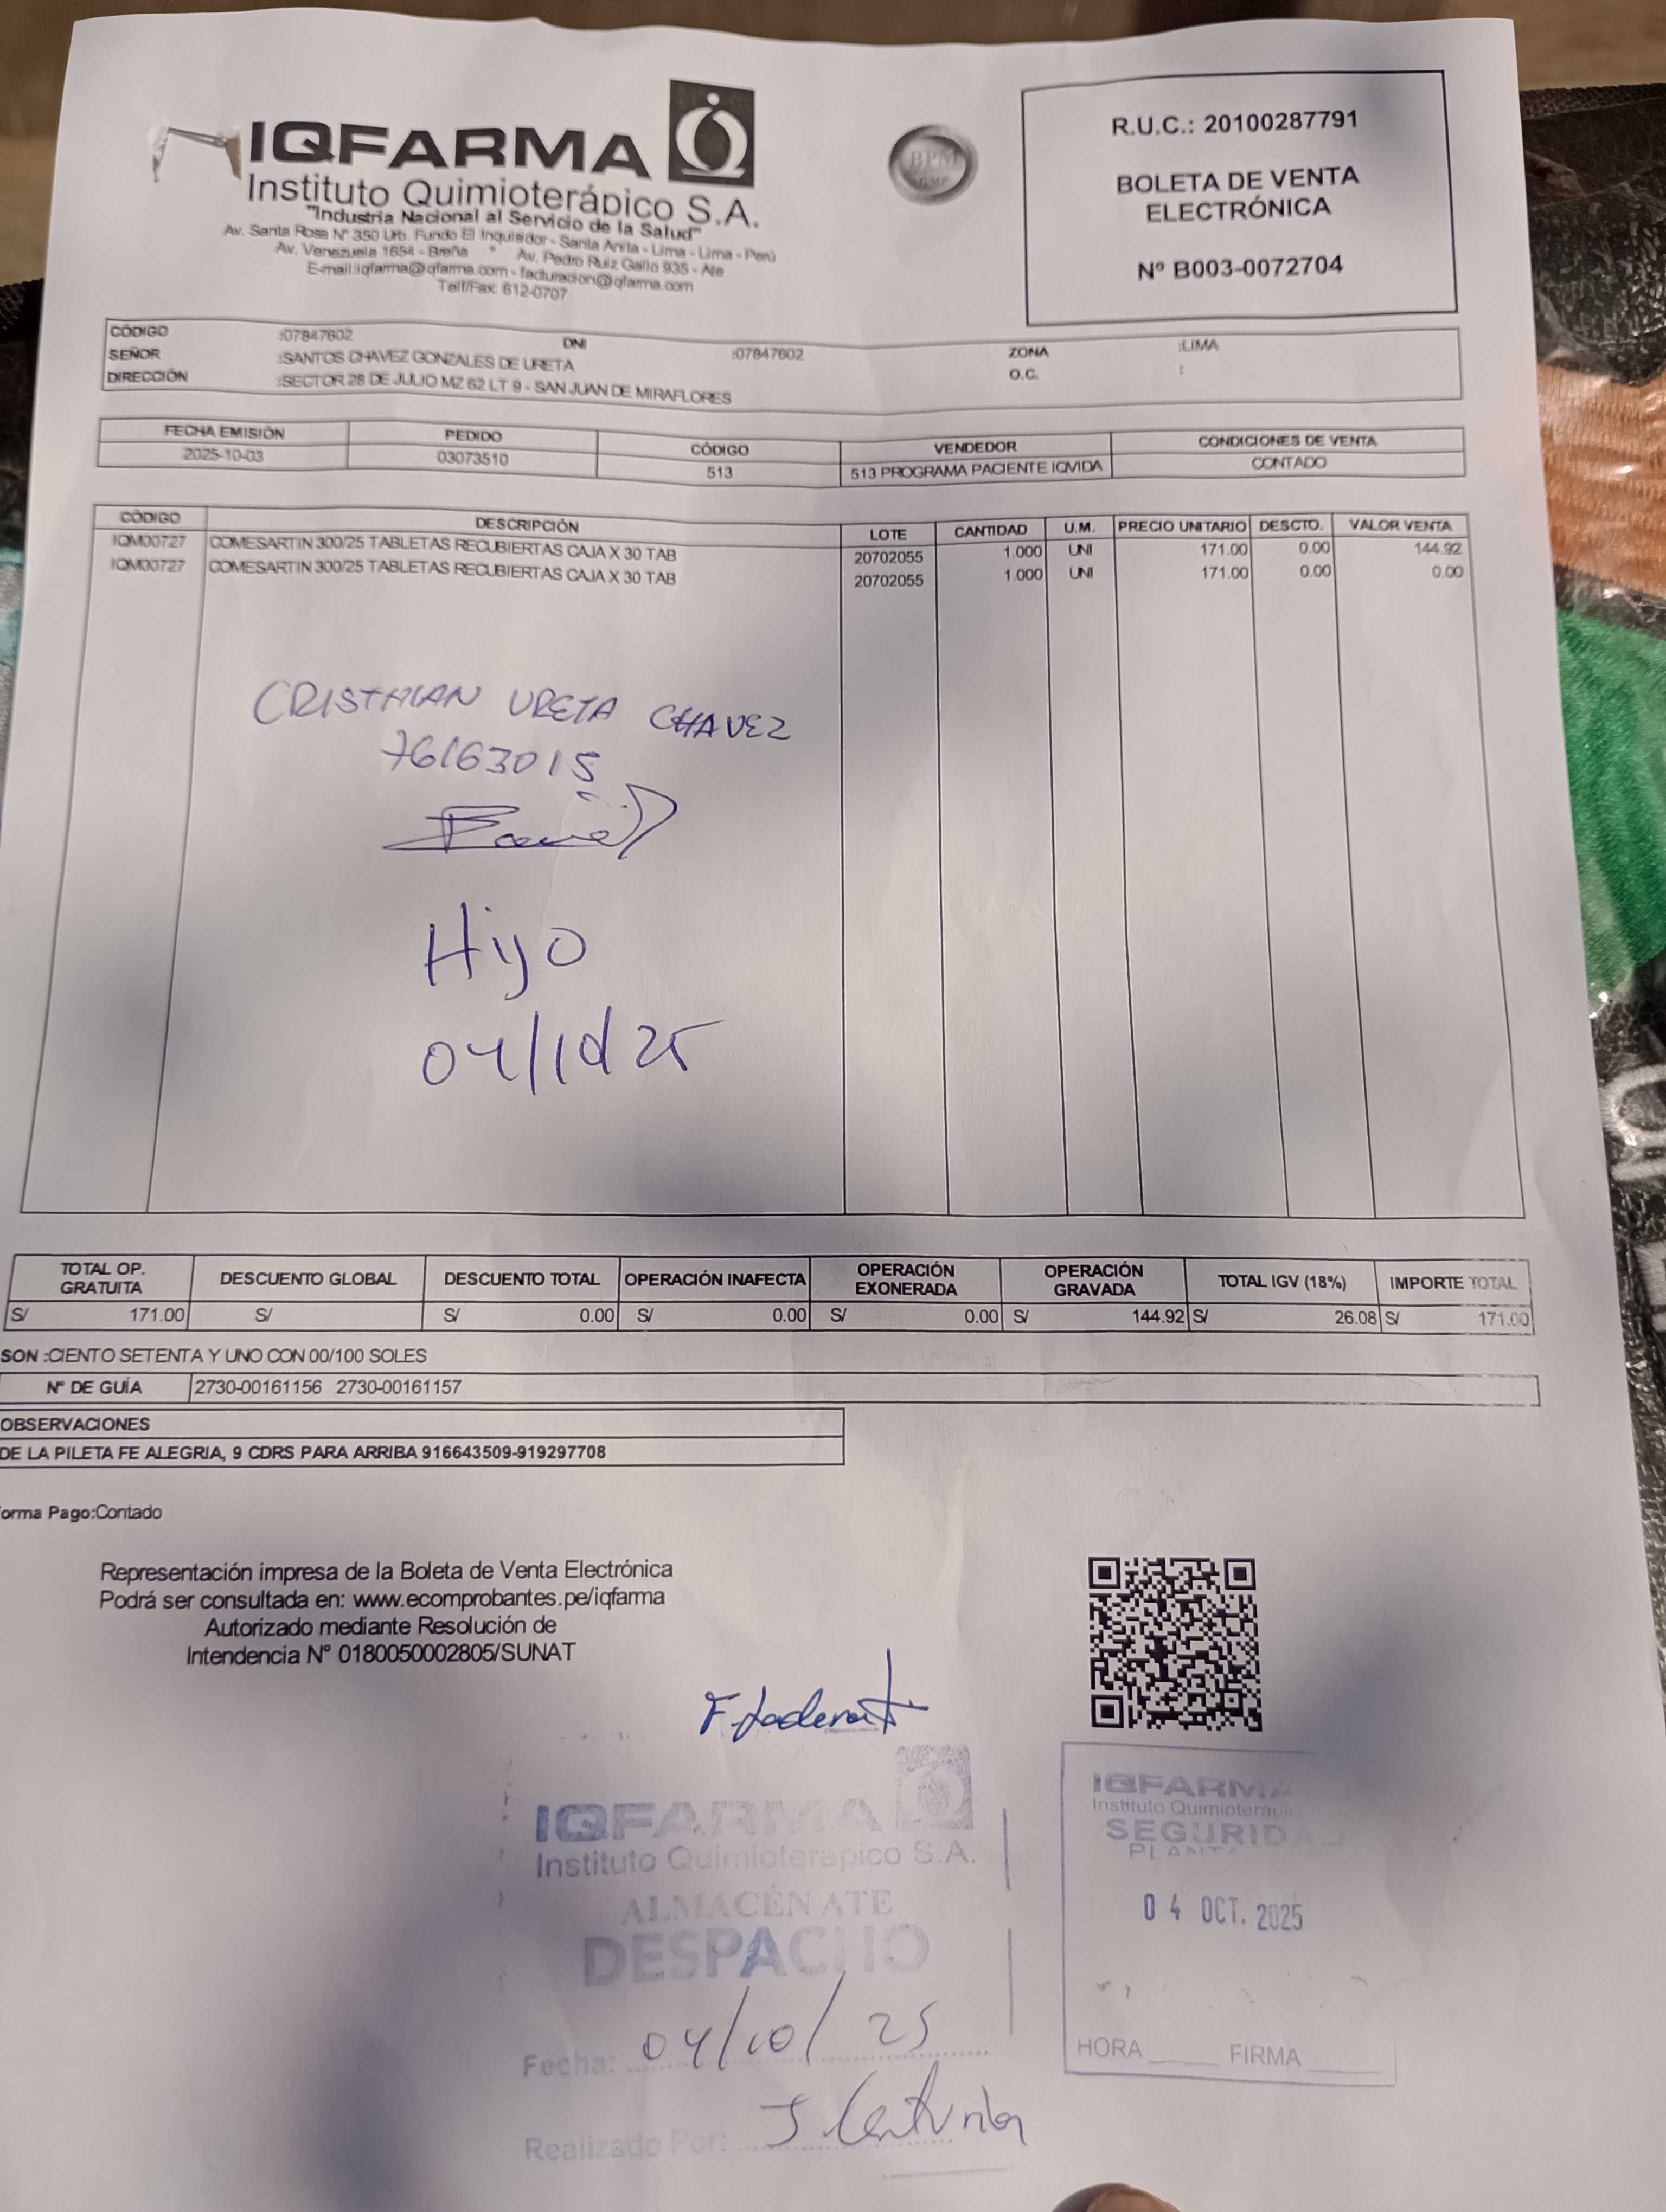 IQFARMA
Instituto Quimioterápico S.A.
"Industria Nacional al Servicio de la Salud"
Av. Santa Rosa N° 350 Urb. Fundo El Inquisidor - Santa Anita - Lima - Lima - Perú
Av. Venezuela 1654 - Breña * Av. Pedro Ruiz Gallo 935 - Ate
E-mail:iqfarma@iqfarma.com - facturacion@iqfarma.com
Telf/Fax: 612-0707
BPM
GMP
R.U.C.: 20100287791
BOLETA DE VENTA
ELECTRÓNICA
Nº B003-0072704
CÓDIGO :07847602 DNI :07847602 ZONA :LIMA
SEÑOR :SANTOS CHAVEZ GONZALES DE URETA O.C. :
DIRECCIÓN :SECTOR 28 DE JULIO MZ 62 LT 9 - SAN JUAN DE MIRAFLORES
FECHA EMISIÓN PEDIDO CÓDIGO VENDEDOR CONDICIONES DE VENTA
2025-10-03 03073510 513 513 PROGRAMA PACIENTE IQVIDA CONTADO
CÓDIGO DESCRIPCIÓN LOTE CANTIDAD U.M. PRECIO UNITARIO DESCTO. VALOR VENTA
IQM00727 COMESARTIN 300/25 TABLETAS RECUBIERTAS CAJA X 30 TAB 20702055 1.000 UNI 171.00 0.00 144.92
IQM00727 COMESARTIN 300/25 TABLETAS RECUBIERTAS CAJA X 30 TAB 20702055 1.000 UNI 171.00 0.00 0.00
CRISTHIAN URETA CHAVEZ
76163015
Hijo
04/10/25
TOTAL OP. GRATUITA DESCUENTO GLOBAL DESCUENTO TOTAL OPERACIÓN INAFECTA OPERACIÓN EXONERADA OPERACIÓN GRAVADA TOTAL IGV (18%) IMPORTE TOTAL
S/ 171.00 S/ S/ 0.00 S/ 0.00 S/ 0.00 S/ 144.92 S/ 26.08 S/ 171.00
SON :CIENTO SETENTA Y UNO CON 00/100 SOLES
Nº DE GUÍA 2730-00161156 2730-00161157
OBSERVACIONES
DE LA PILETA FE ALEGRIA, 9 CDRS PARA ARRIBA 916643509-919297708
orma Pago:Contado
Representación impresa de la Boleta de Venta Electrónica
Podrá ser consultada en: www.ecomprobantes.pe/iqfarma
Autorizado mediante Resolución de
Intendencia N° 0180050002805/SUNAT
IQFARMA
Instituto Quimioterapico S.A.
ALMACÉN ATE
DESPACHO
Fecha: 04/10/25
Realizado Por:
IQFARMA
Instituto Quimioterápic
SEGURIDAD
PLANTA
04 OCT. 2025
HORA FIRMA